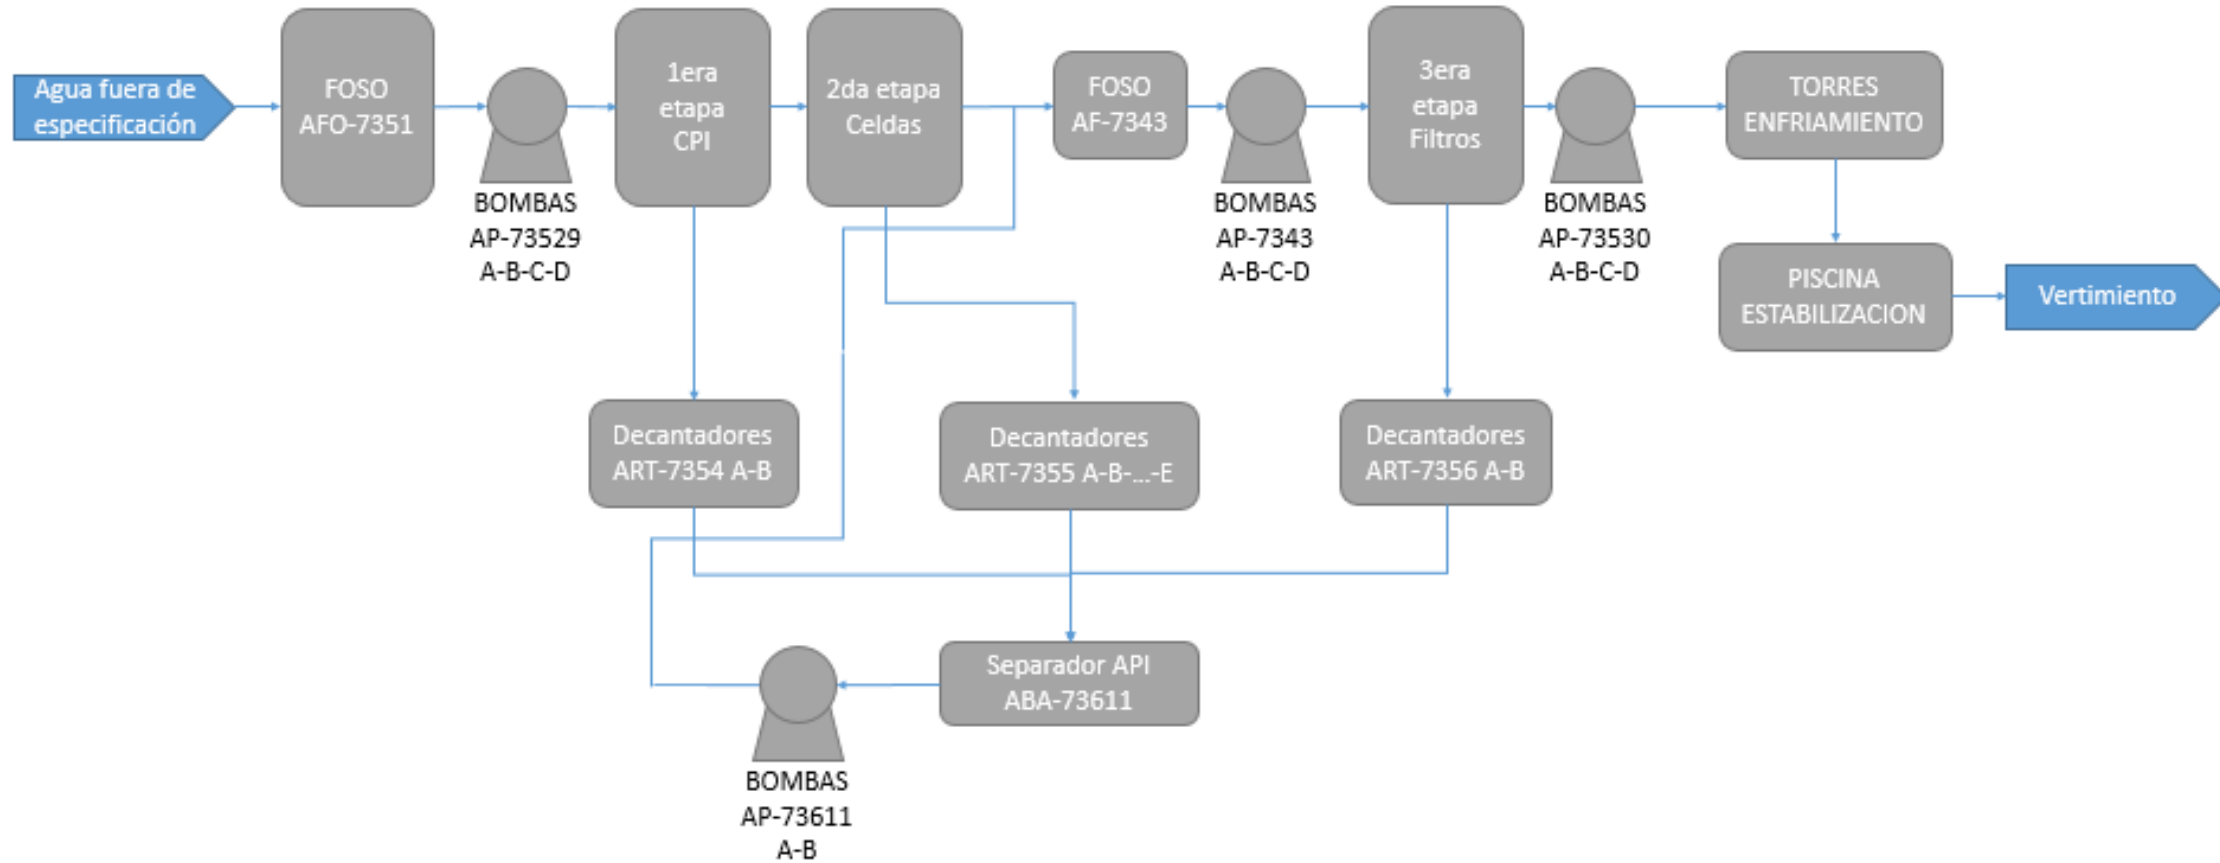 Agua fuera de
especificación
FOSO
AFO-7351
BOMBAS
AP-73529
A-B-C-D
1era
etapa
CPI
2da etapa
Celdas
FOSO
AF-7343
BOMBAS
AP-7343
A-B-C-D
3era
etapa
Filtros
BOMBAS
AP-73530
A-B-C-D
TORRES
ENFRIAMIENTO
PISCINA
ESTABILIZACION
Vertimiento
Decantadores
ART-7354 A-B
Decantadores
ART-7355 A-B-...-E
Decantadores
ART-7356 A-B
Separador API
ABA-73611
BOMBAS
AP-73611
A-B